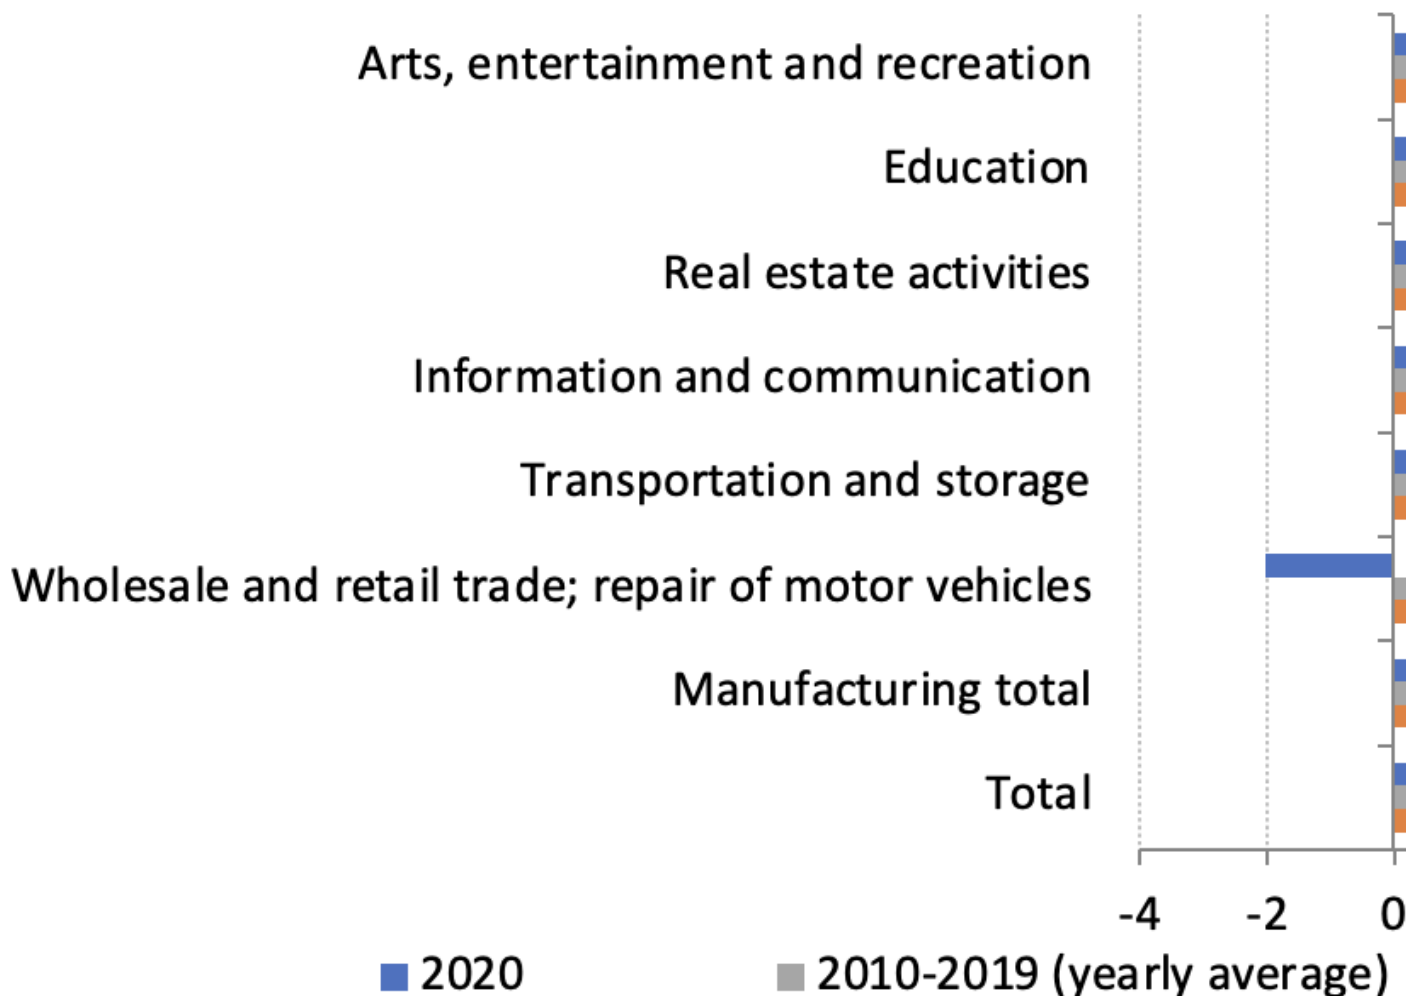 Arts, entertainment and recreation
Education
Real estate activities
Information and communication
Transportation and storage
Wholesale and retail trade; repair of motor vehicles
Manufacturing total
Total
-4 -2 0
2020 2010-2019 (yearly average)